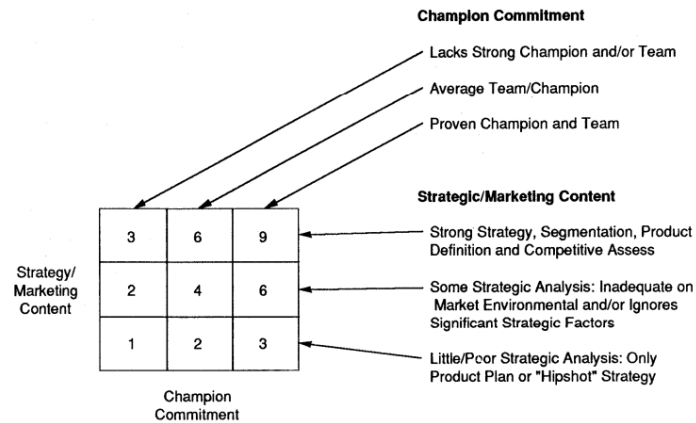 Champion Commitment
Lacks Strong Champion and/or Team
Average Team/Champion
Proven Champion and Team
Strategic/Marketing Content
3 6 9
Strong Strategy, Segmentation, Product
Definition and Competitive Assess
Strategy/
Marketing
Content
2 4 6
Some Strategic Analysis: Inadequate on
Market Environmental and/or Ignores
Significant Strategic Factors
1 2 3
Little/Poor Strategic Analysis: Only
Product Plan or "Hipshot" Strategy
Champion
Commitment